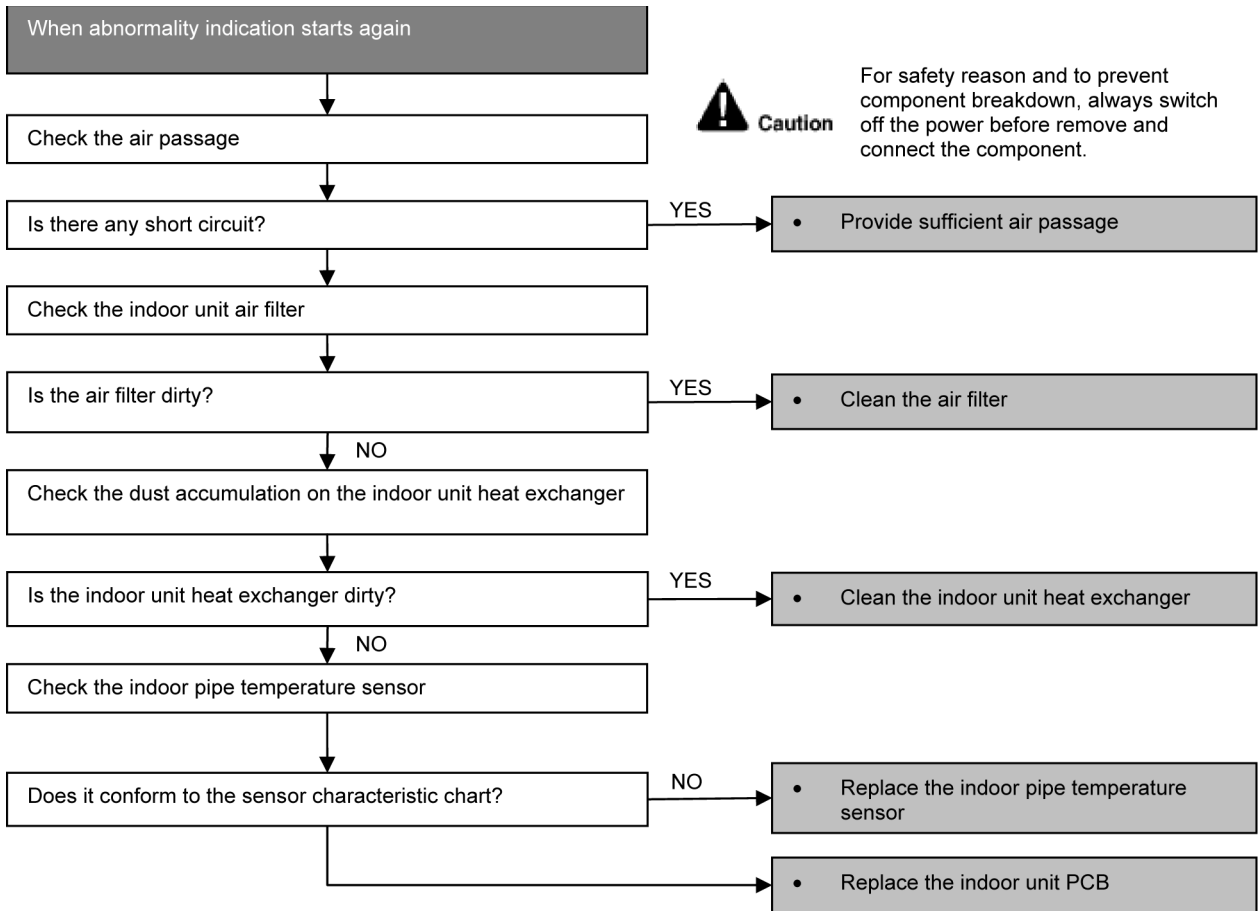 When abnormality indication starts again
For safety reason and to prevent
component breakdown, always switch
off the power before remove and
connect the component.
Caution
Check the air passage
Is there any short circuit?
YES
• Provide sufficient air passage
Check the indoor unit air filter
Is the air filter dirty?
YES
• Clean the air filter
NO
Check the dust accumulation on the indoor unit heat exchanger
Is the indoor unit heat exchanger dirty?
YES
• Clean the indoor unit heat exchanger
NO
Check the indoor pipe temperature sensor
Does it conform to the sensor characteristic chart?
NO
• Replace the indoor pipe temperature
sensor
• Replace the indoor unit PCB